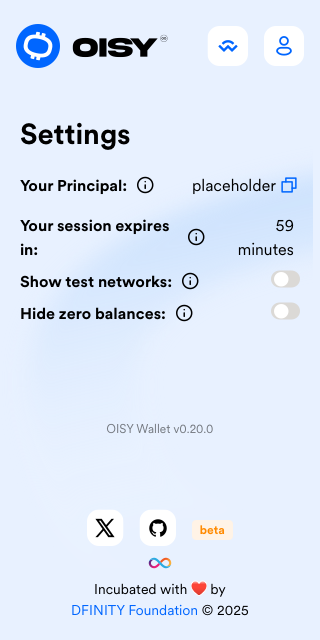 OISY
Settings
Your Principal: placeholder
Your session expires in: 59 minutes
Show test networks:
Hide zero balances:
OISY Wallet v0.20.0
beta
Incubated with ❤️ by
DFINITY Foundation © 2025